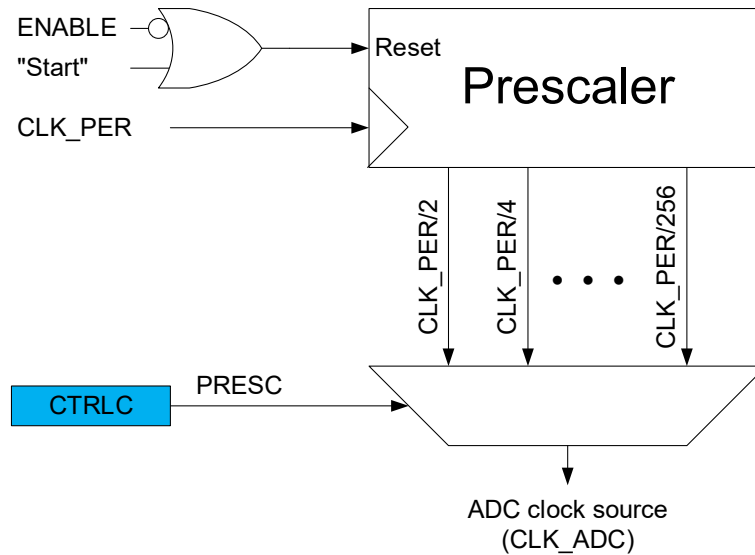 ENABLE
"Start"
Reset
Prescaler
CLK_PER
CLK_PER/2
CLK_PER/4
CLK_PER/256
CTRLC
PRESC
ADC clock source
(CLK_ADC)